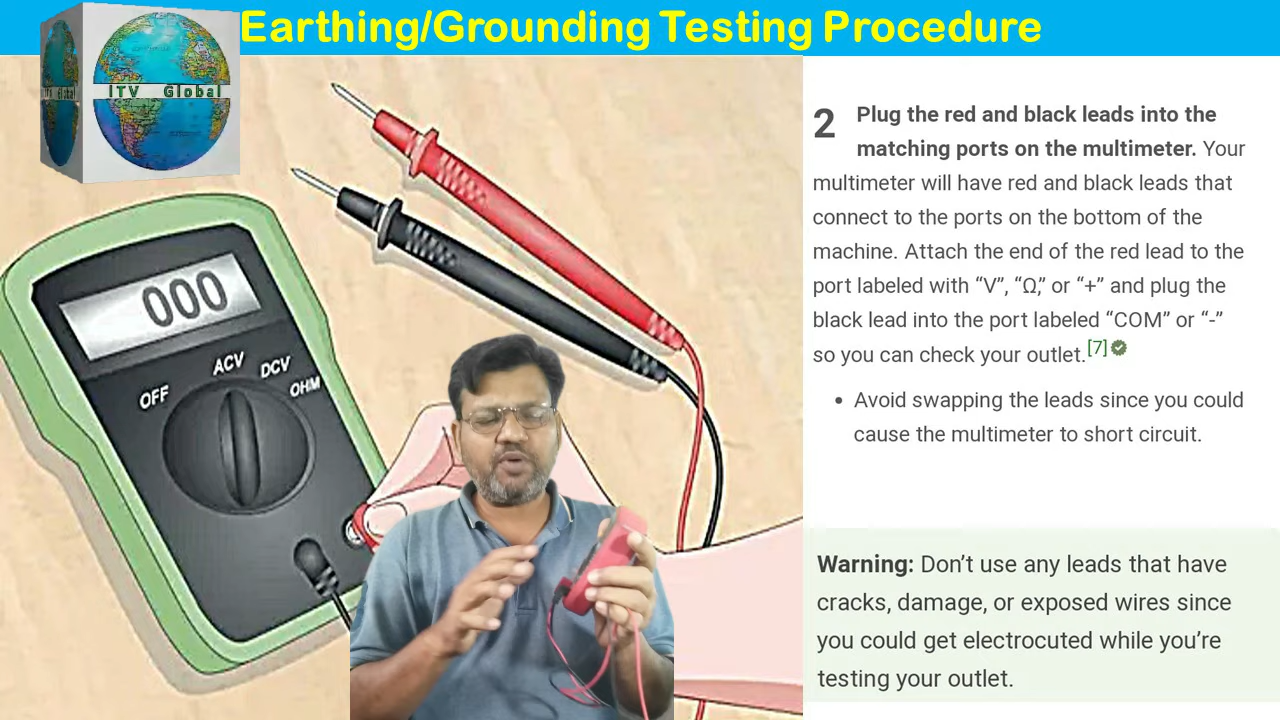 Earthing/Grounding Testing Procedure
ITV Global
2 Plug the red and black leads into the
matching ports on the multimeter. Your
multimeter will have red and black leads that
connect to the ports on the bottom of the
machine. Attach the end of the red lead to the
port labeled with “V”, “Ω,” or “+” and plug the
black lead into the port labeled “COM” or “-”
so you can check your outlet.[7]
• Avoid swapping the leads since you could
cause the multimeter to short circuit.
Warning: Don’t use any leads that have
cracks, damage, or exposed wires since
you could get electrocuted while you’re
testing your outlet.
000
OFF
ACV
DCV
OHM